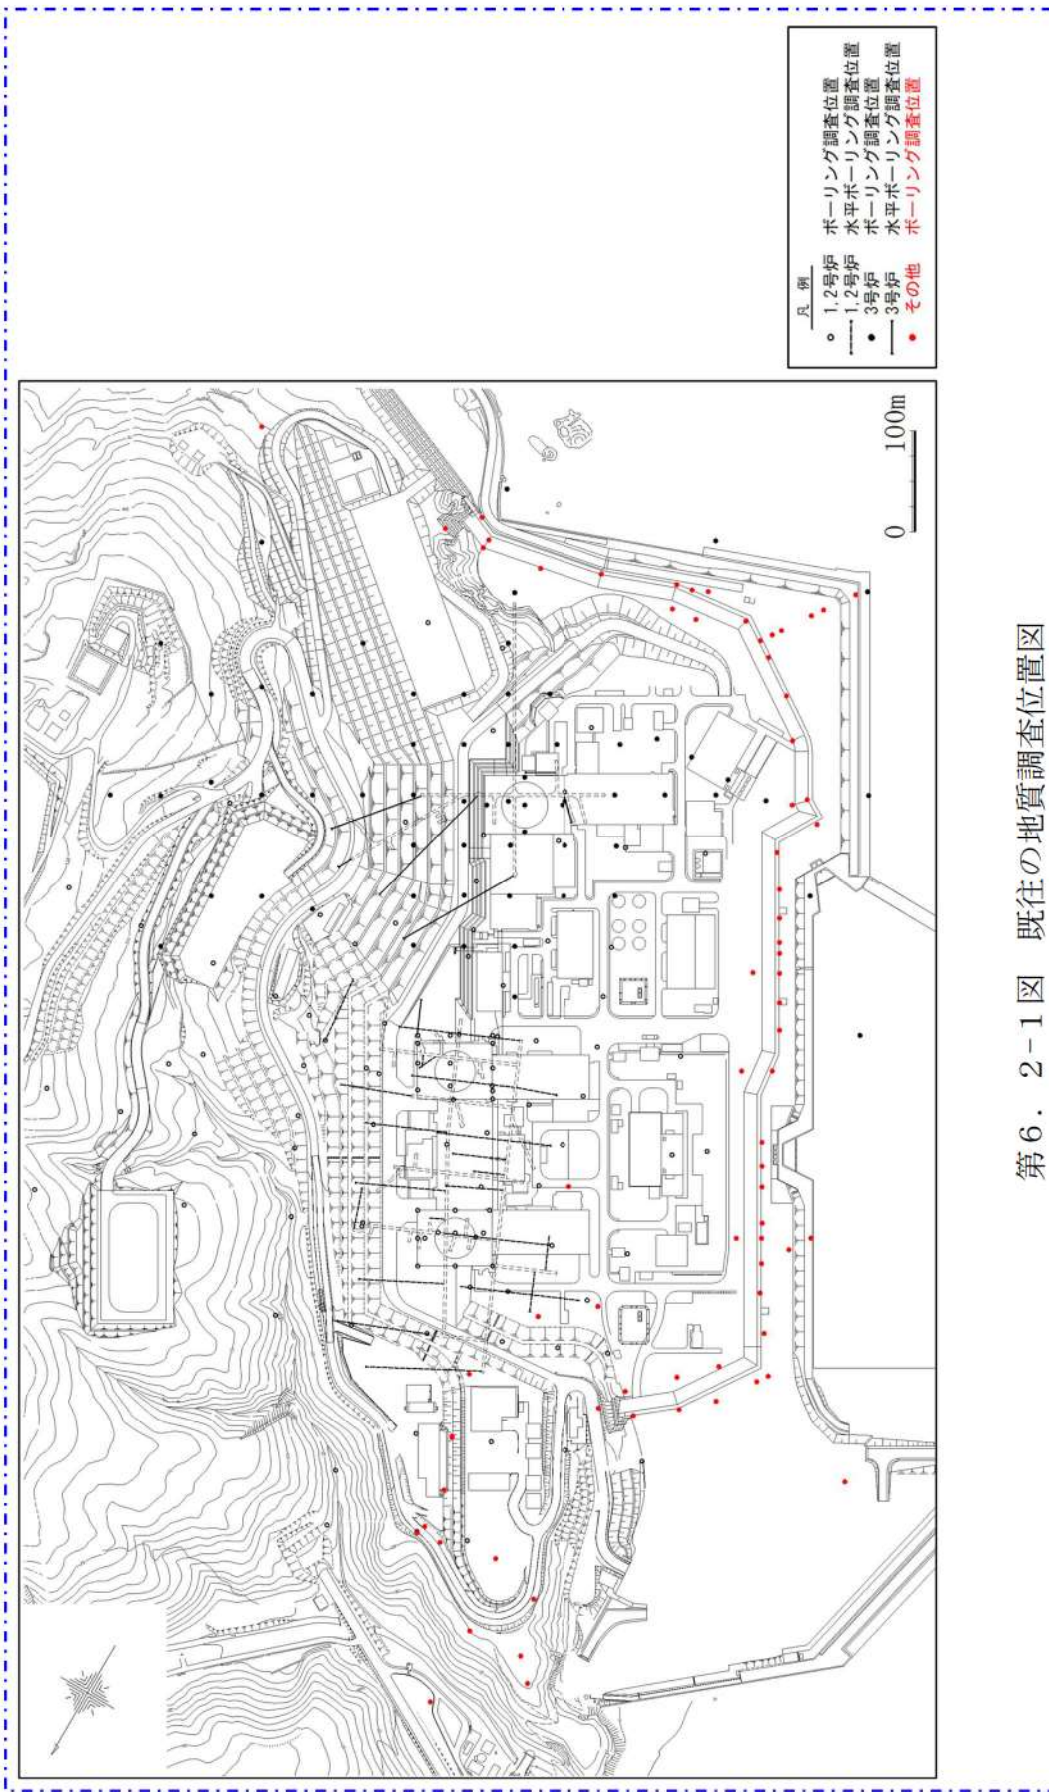 凡 例
1,2号炉 ボーリング調査位置
1,2号炉 水平ボーリング調査位置
3号炉 ボーリング調査位置
3号炉 水平ボーリング調査位置
その他 ボーリング調査位置
0 100m
第6．2-1図 既往の地質調査位置図